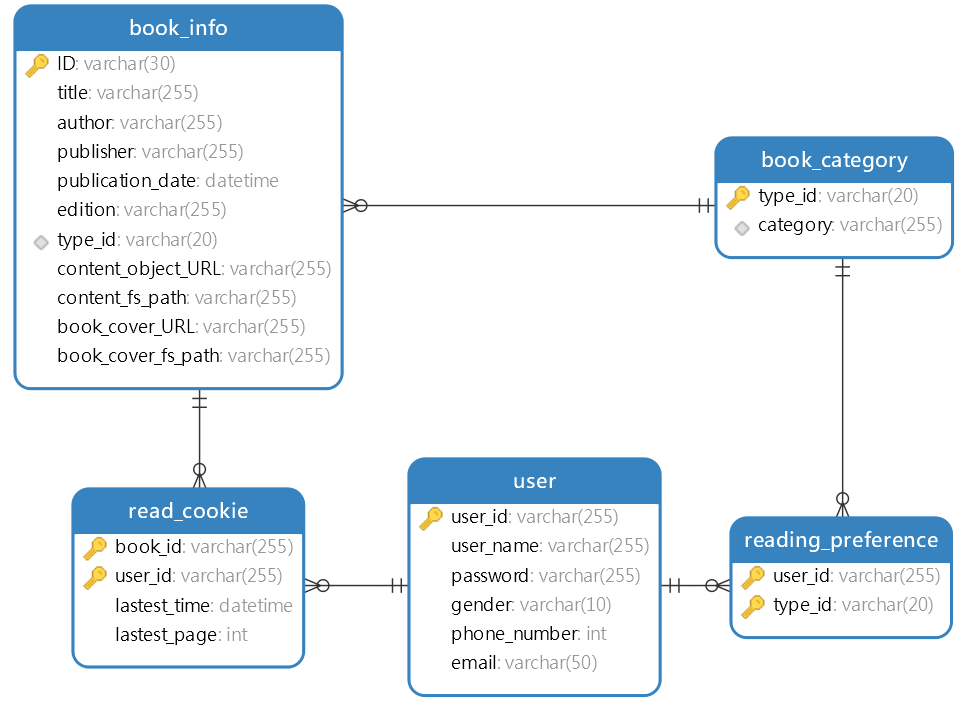 book_info
ID: varchar(30)
title: varchar(255)
author: varchar(255)
publisher: varchar(255)
publication_date: datetime
edition: varchar(255)
type_id: varchar(20)
content_object_URL: varchar(255)
content_fs_path: varchar(255)
book_cover_URL: varchar(255)
book_cover_fs_path: varchar(255)
book_category
type_id: varchar(20)
category: varchar(255)
read_cookie
book_id: varchar(255)
user_id: varchar(255)
lastest_time: datetime
lastest_page: int
user
user_id: varchar(255)
user_name: varchar(255)
password: varchar(255)
gender: varchar(10)
phone_number: int
email: varchar(50)
reading_preference
user_id: varchar(255)
type_id: varchar(20)